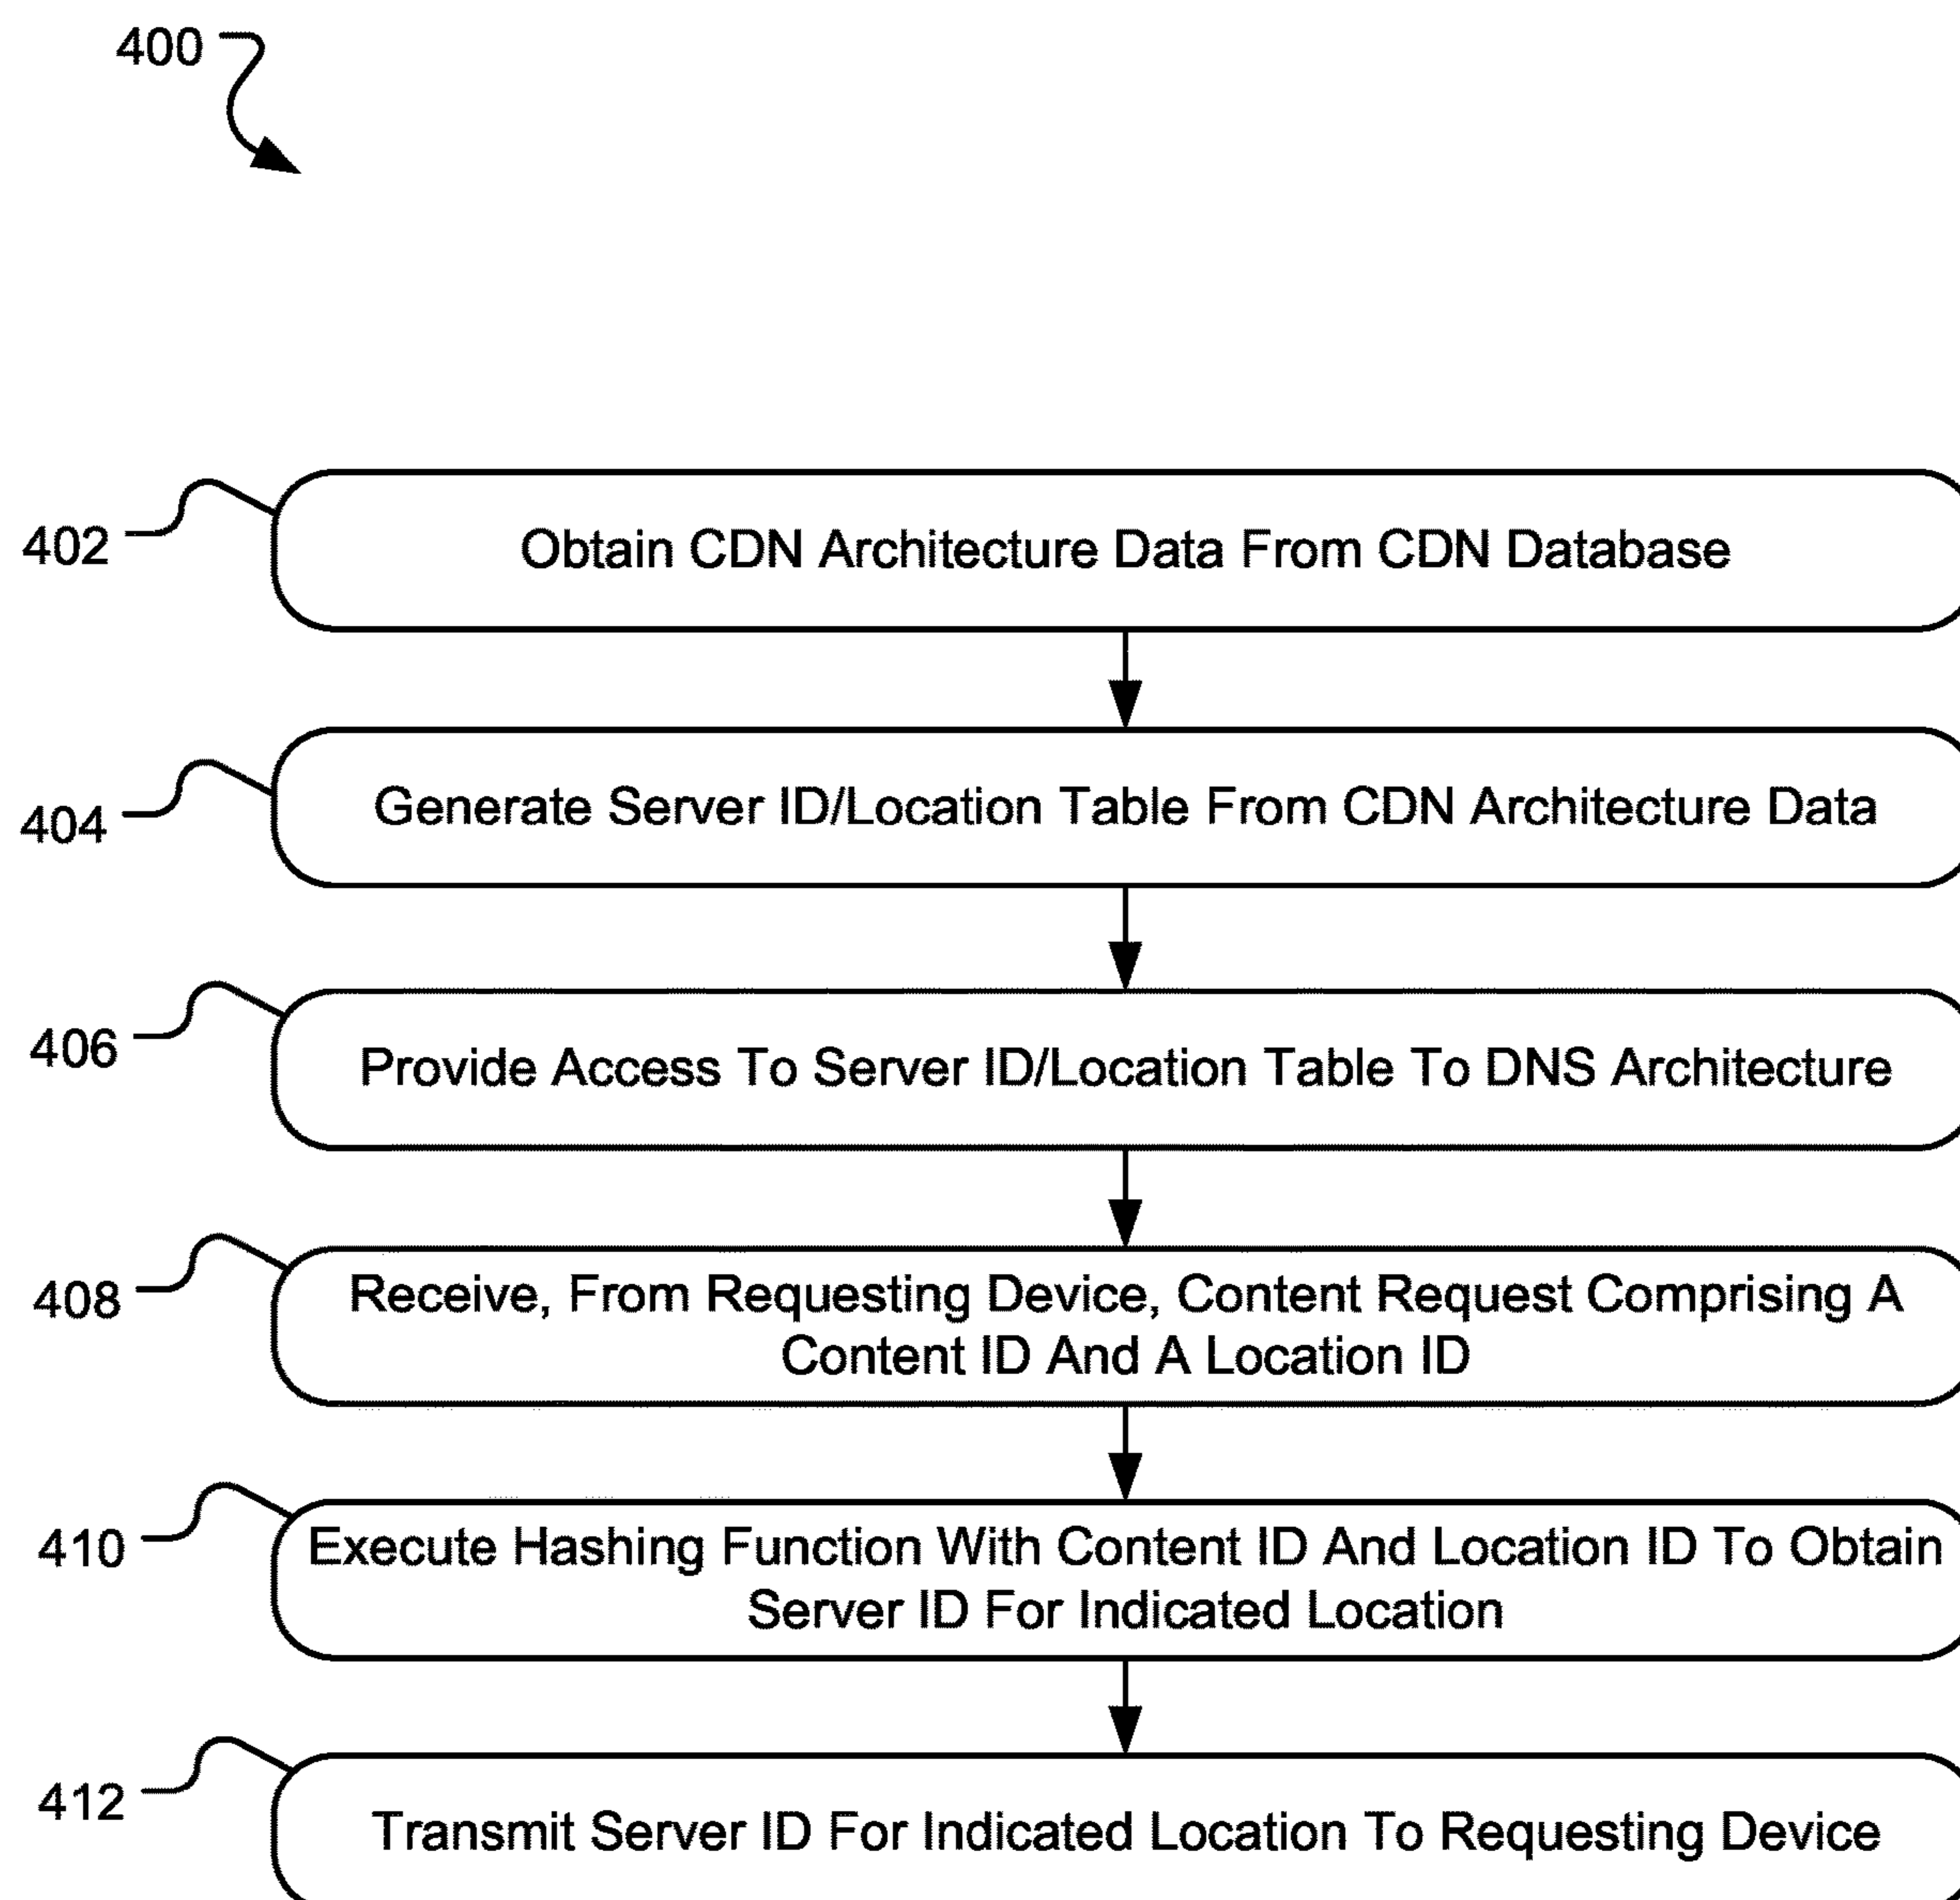 400
402
Obtain CDN Architecture Data From CDN Database
404
Generate Server ID/Location Table From CDN Architecture Data
406
Provide Access To Server ID/Location Table To DNS Architecture
408
Receive, From Requesting Device, Content Request Comprising A
Content ID And A Location ID
410
Execute Hashing Function With Content ID And Location ID To Obtain
Server ID For Indicated Location
412
Transmit Server ID For Indicated Location To Requesting Device